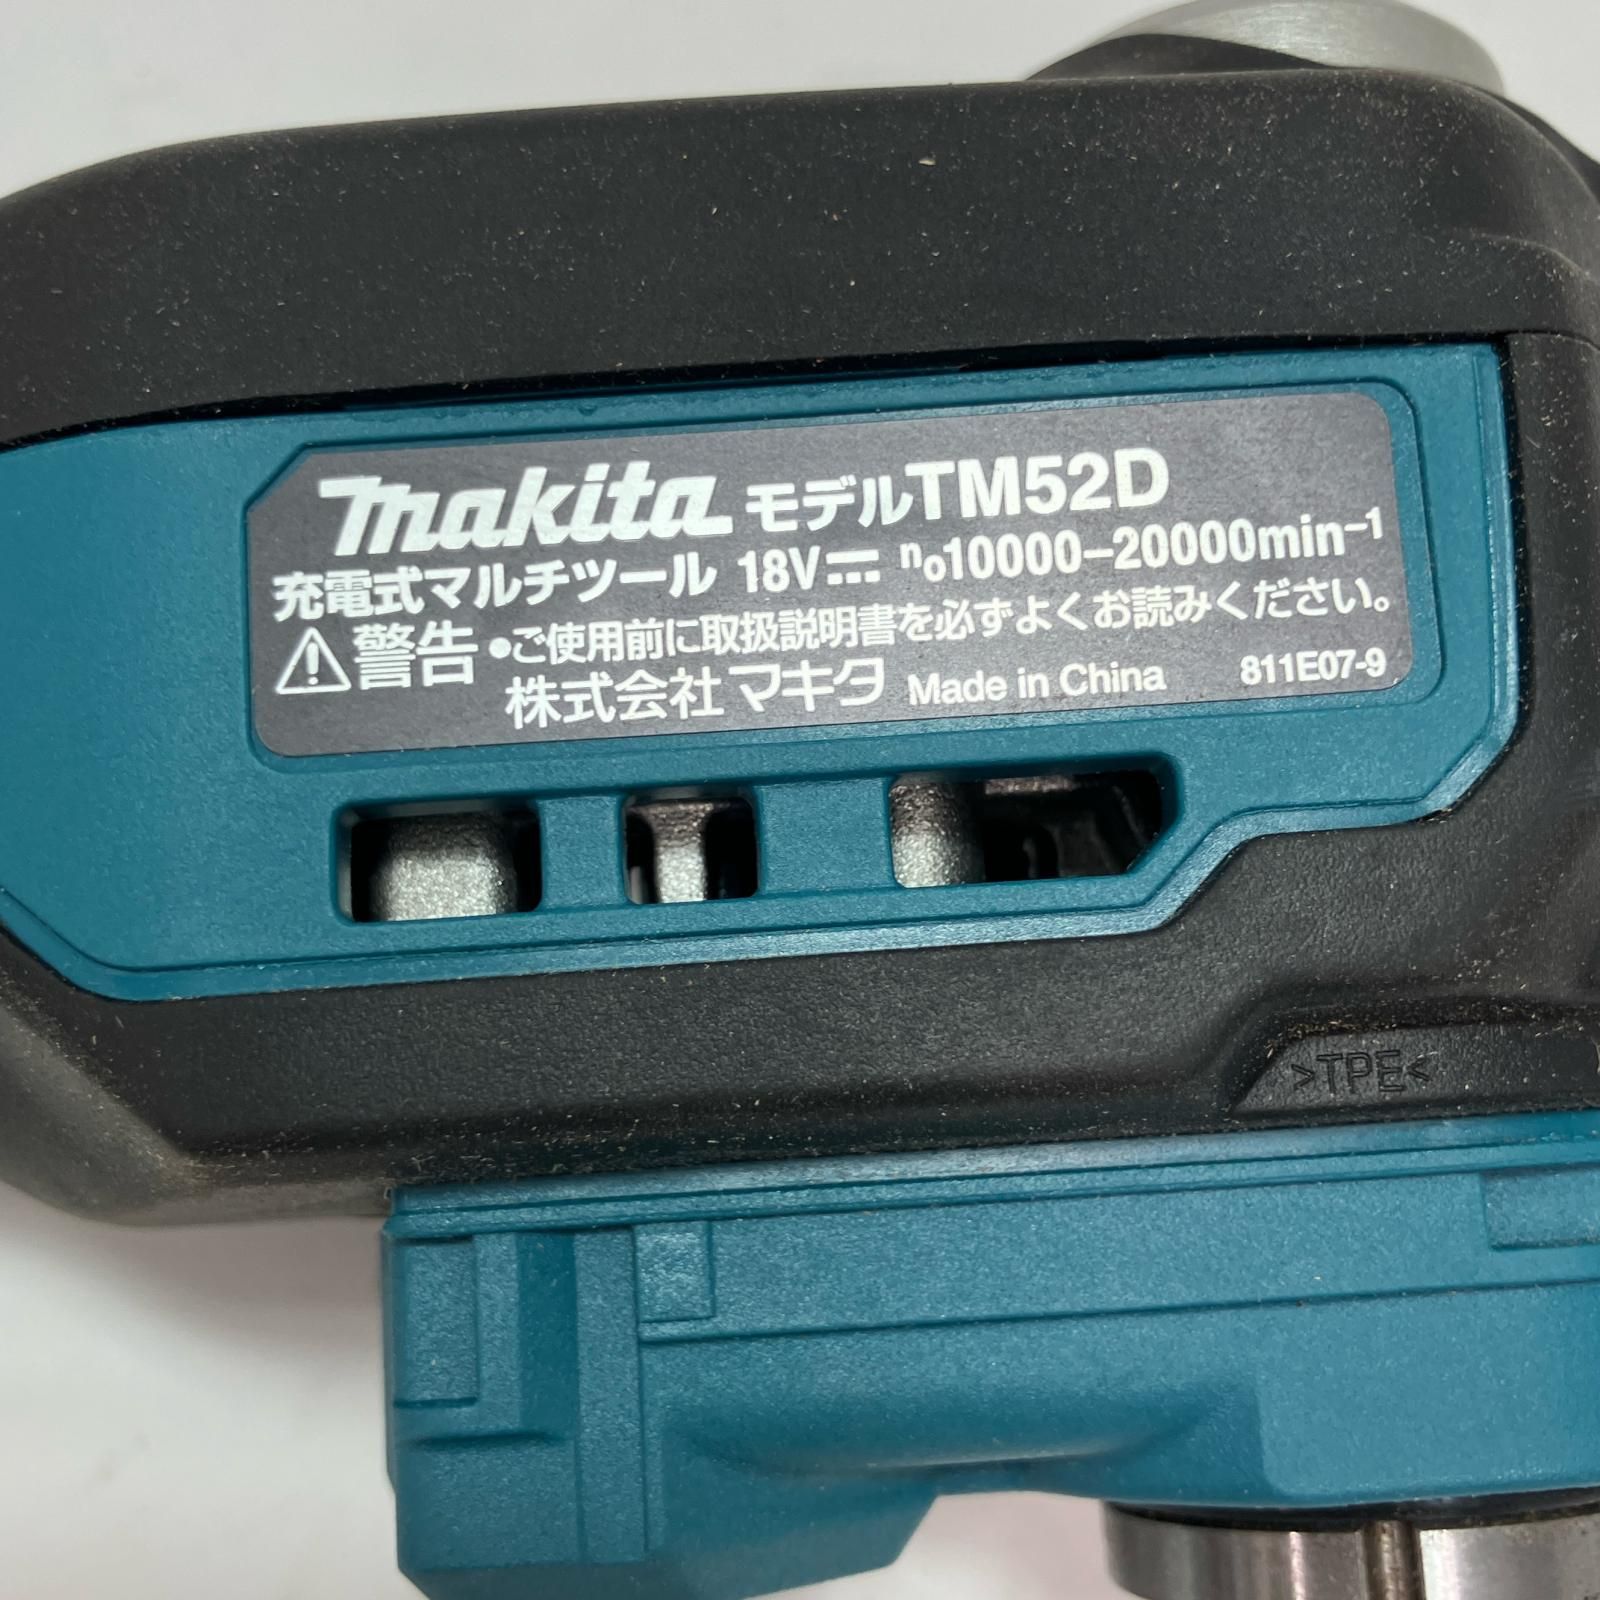 makita モデルTM52D
充電式マルチツール 18V⎓ n₀10000–20000min⁻¹
⚠警告 •ご使用前に取扱説明書を必ずよくお読みください。
株式会社マキタ Made in China 811E07-9
>TPE<